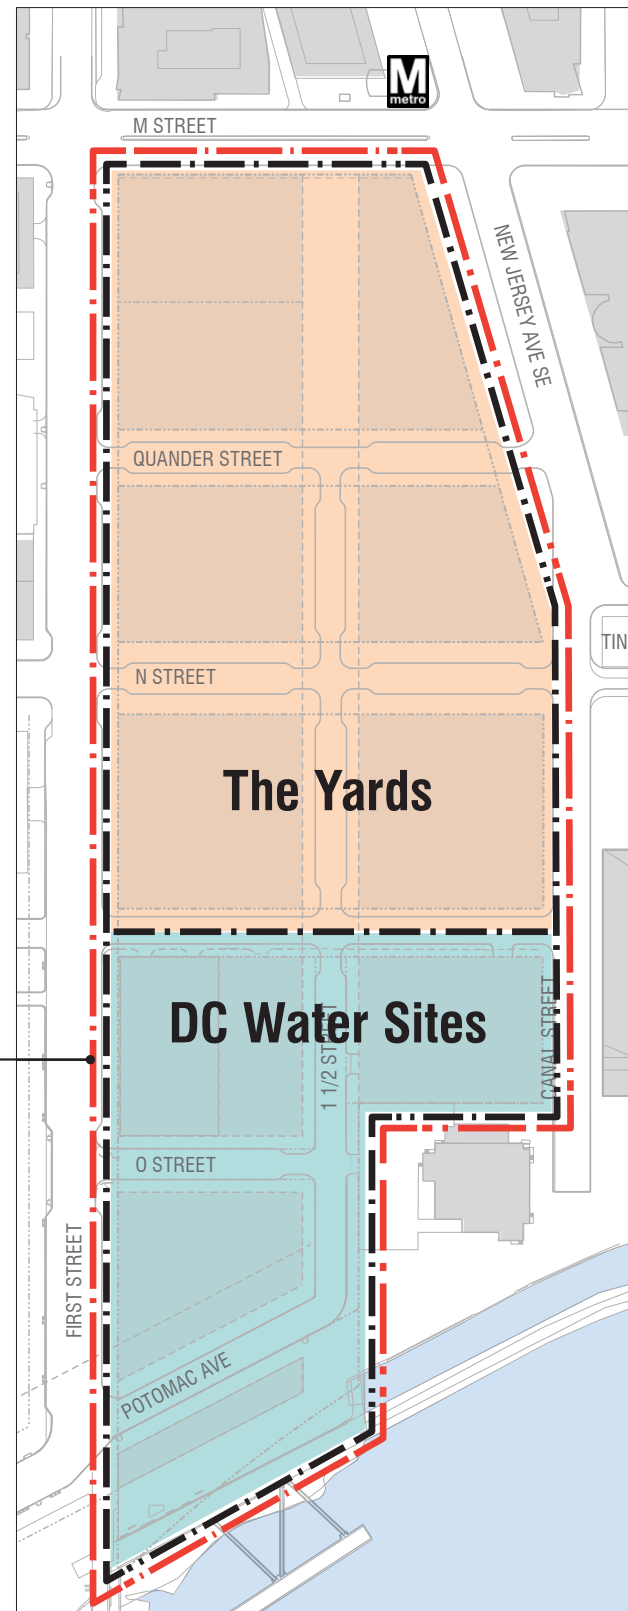 M
metro
M STREET
NEW JERSEY AVE SE
QUANDER STREET
TIN
N STREET
The Yards
DC Water Sites
1 1/2 STREET
CANAL STREET
O STREET
FIRST STREET
POTOMAC AVE